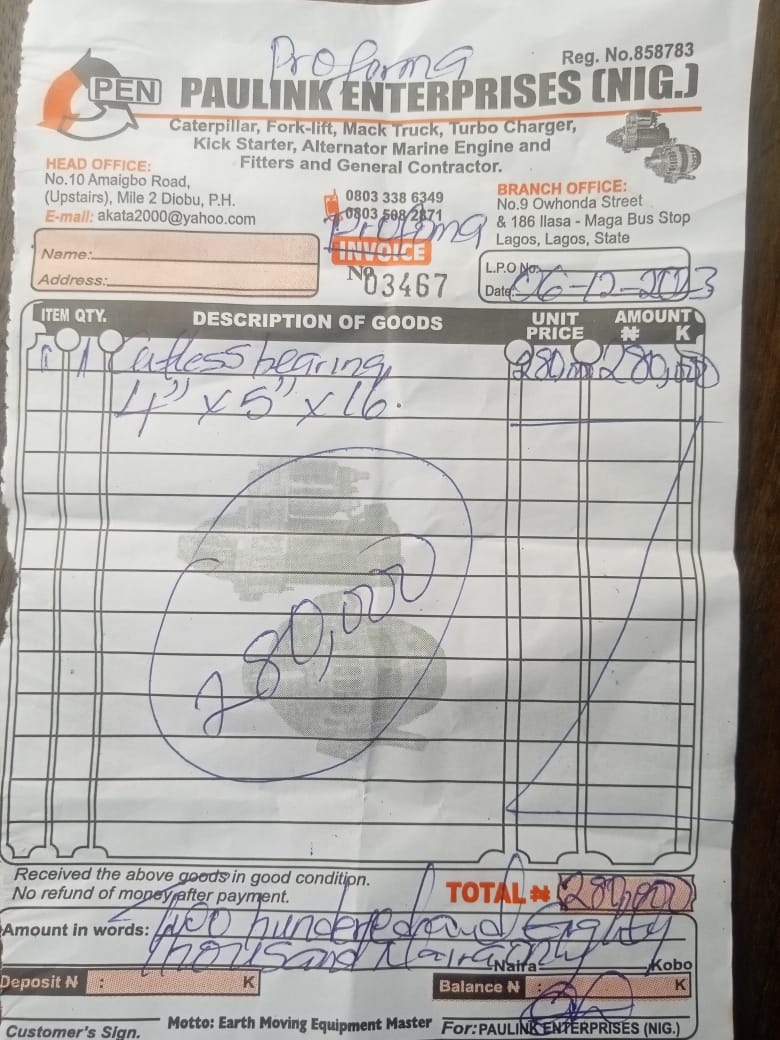 Proforma
Reg. No.858783
PEN
PAULINK ENTERPRISES (NIG.)
Caterpillar, Fork-lift, Mack Truck, Turbo Charger,
Kick Starter, Alternator Marine Engine and
Fitters and General Contractor.
HEAD OFFICE:
No.10 Amaigbo Road,
(Upstairs), Mile 2 Diobu, P.H.
E-mail: akata2000@yahoo.com
0803 338 6349
0803 508 2871
BRANCH OFFICE:
No.9 Owhonda Street
& 186 Ilasa - Maga Bus Stop
Lagos, Lagos, State
Proforma
INVOICE
No 03467
Name:
Address:
L.P.O No:
Date: 06-12-2023
ITEM QTY. DESCRIPTION OF GOODS UNIT PRICE AMOUNT ₦ K
1 1 Cutless bearing 280,000 280,000
4" x 5" x 16.
280,000
Received the above goods in good condition.
No refund of money after payment.
TOTAL ₦ 280,000
Amount in words: Two hundered and Eighty
thousand Naira only
Naira Kobo
Deposit ₦ : K
Balance ₦ : K
Customer's Sign.
Motto: Earth Moving Equipment Master
For: PAULINK ENTERPRISES (NIG.)